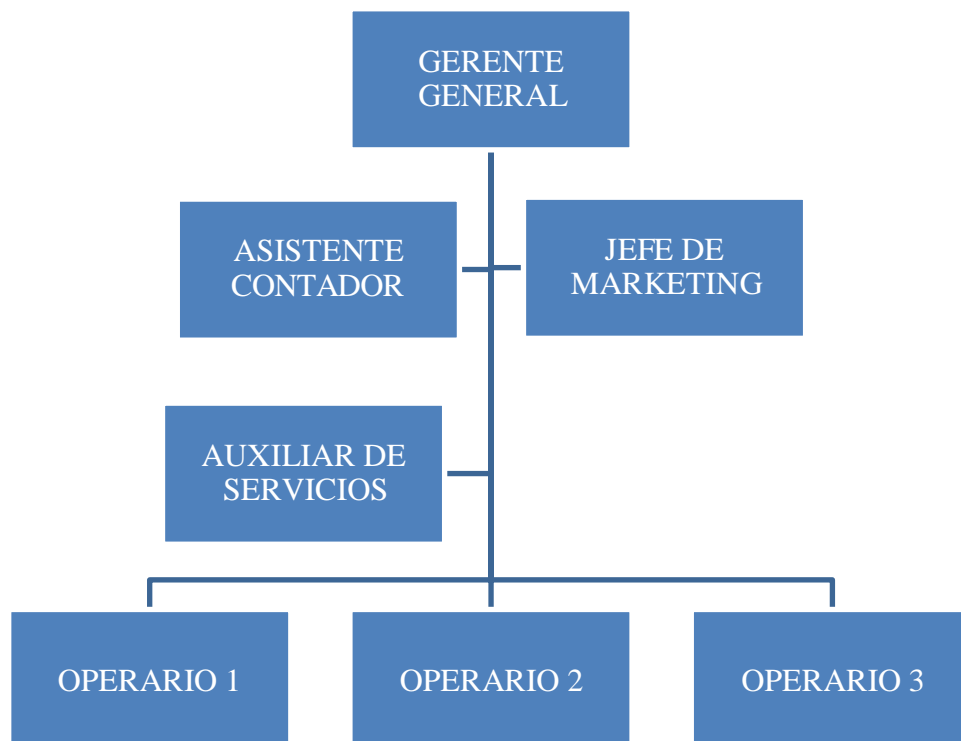 GERENTE
GENERAL
ASISTENTE
CONTADOR
JEFE DE
MARKETING
AUXILIAR DE
SERVICIOS
OPERARIO 1
OPERARIO 2
OPERARIO 3